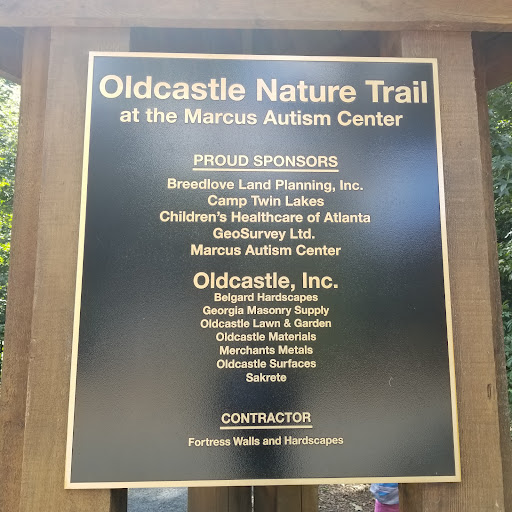 Oldcastle Nature Trail
at the Marcus Autism Center
PROUD SPONSORS
Breedlove Land Planning, Inc.
Camp Twin Lakes
Children's Healthcare of Atlanta
GeoSurvey Ltd.
Marcus Autism Center
Oldcastle, Inc.
Belgard Hardscapes
Georgia Masonry Supply
Oldcastle Lawn & Garden
Oldcastle Materials
Merchants Metals
Oldcastle Surfaces
Sakrete
CONTRACTOR
Fortress Walls and Hardscapes